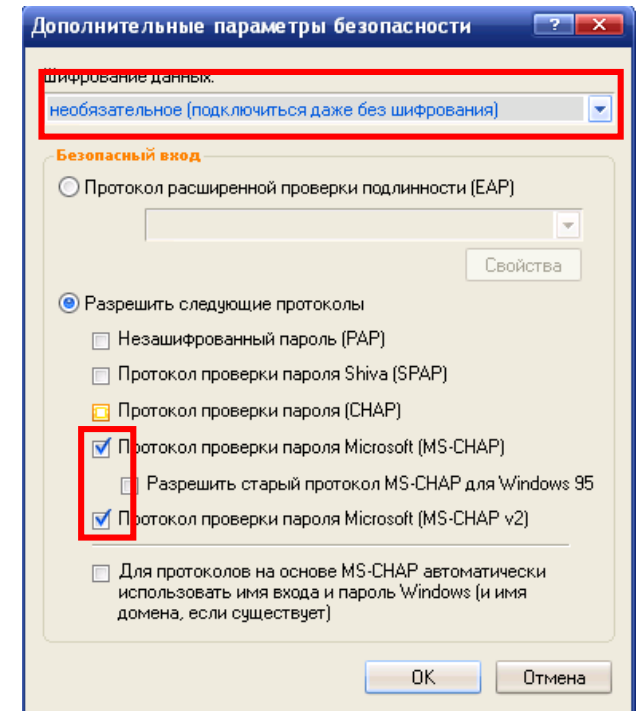 Дополнительные параметры безопасности
Шифрование данных:
необязательное (подключиться даже без шифрования)
Безопасный вход
Протокол расширенной проверки подлинности (EAP)
Свойства
Разрешить следующие протоколы
Незашифрованный пароль (PAP)
Протокол проверки пароля Shiva (SPAP)
Протокол проверки пароля (CHAP)
Протокол проверки пароля Microsoft (MS-CHAP)
Разрешить старый протокол MS-CHAP для Windows 95
Протокол проверки пароля Microsoft (MS-CHAP v2)
Для протоколов на основе MS-CHAP автоматически
использовать имя входа и пароль Windows (и имя
домена, если существует)
OK Отмена